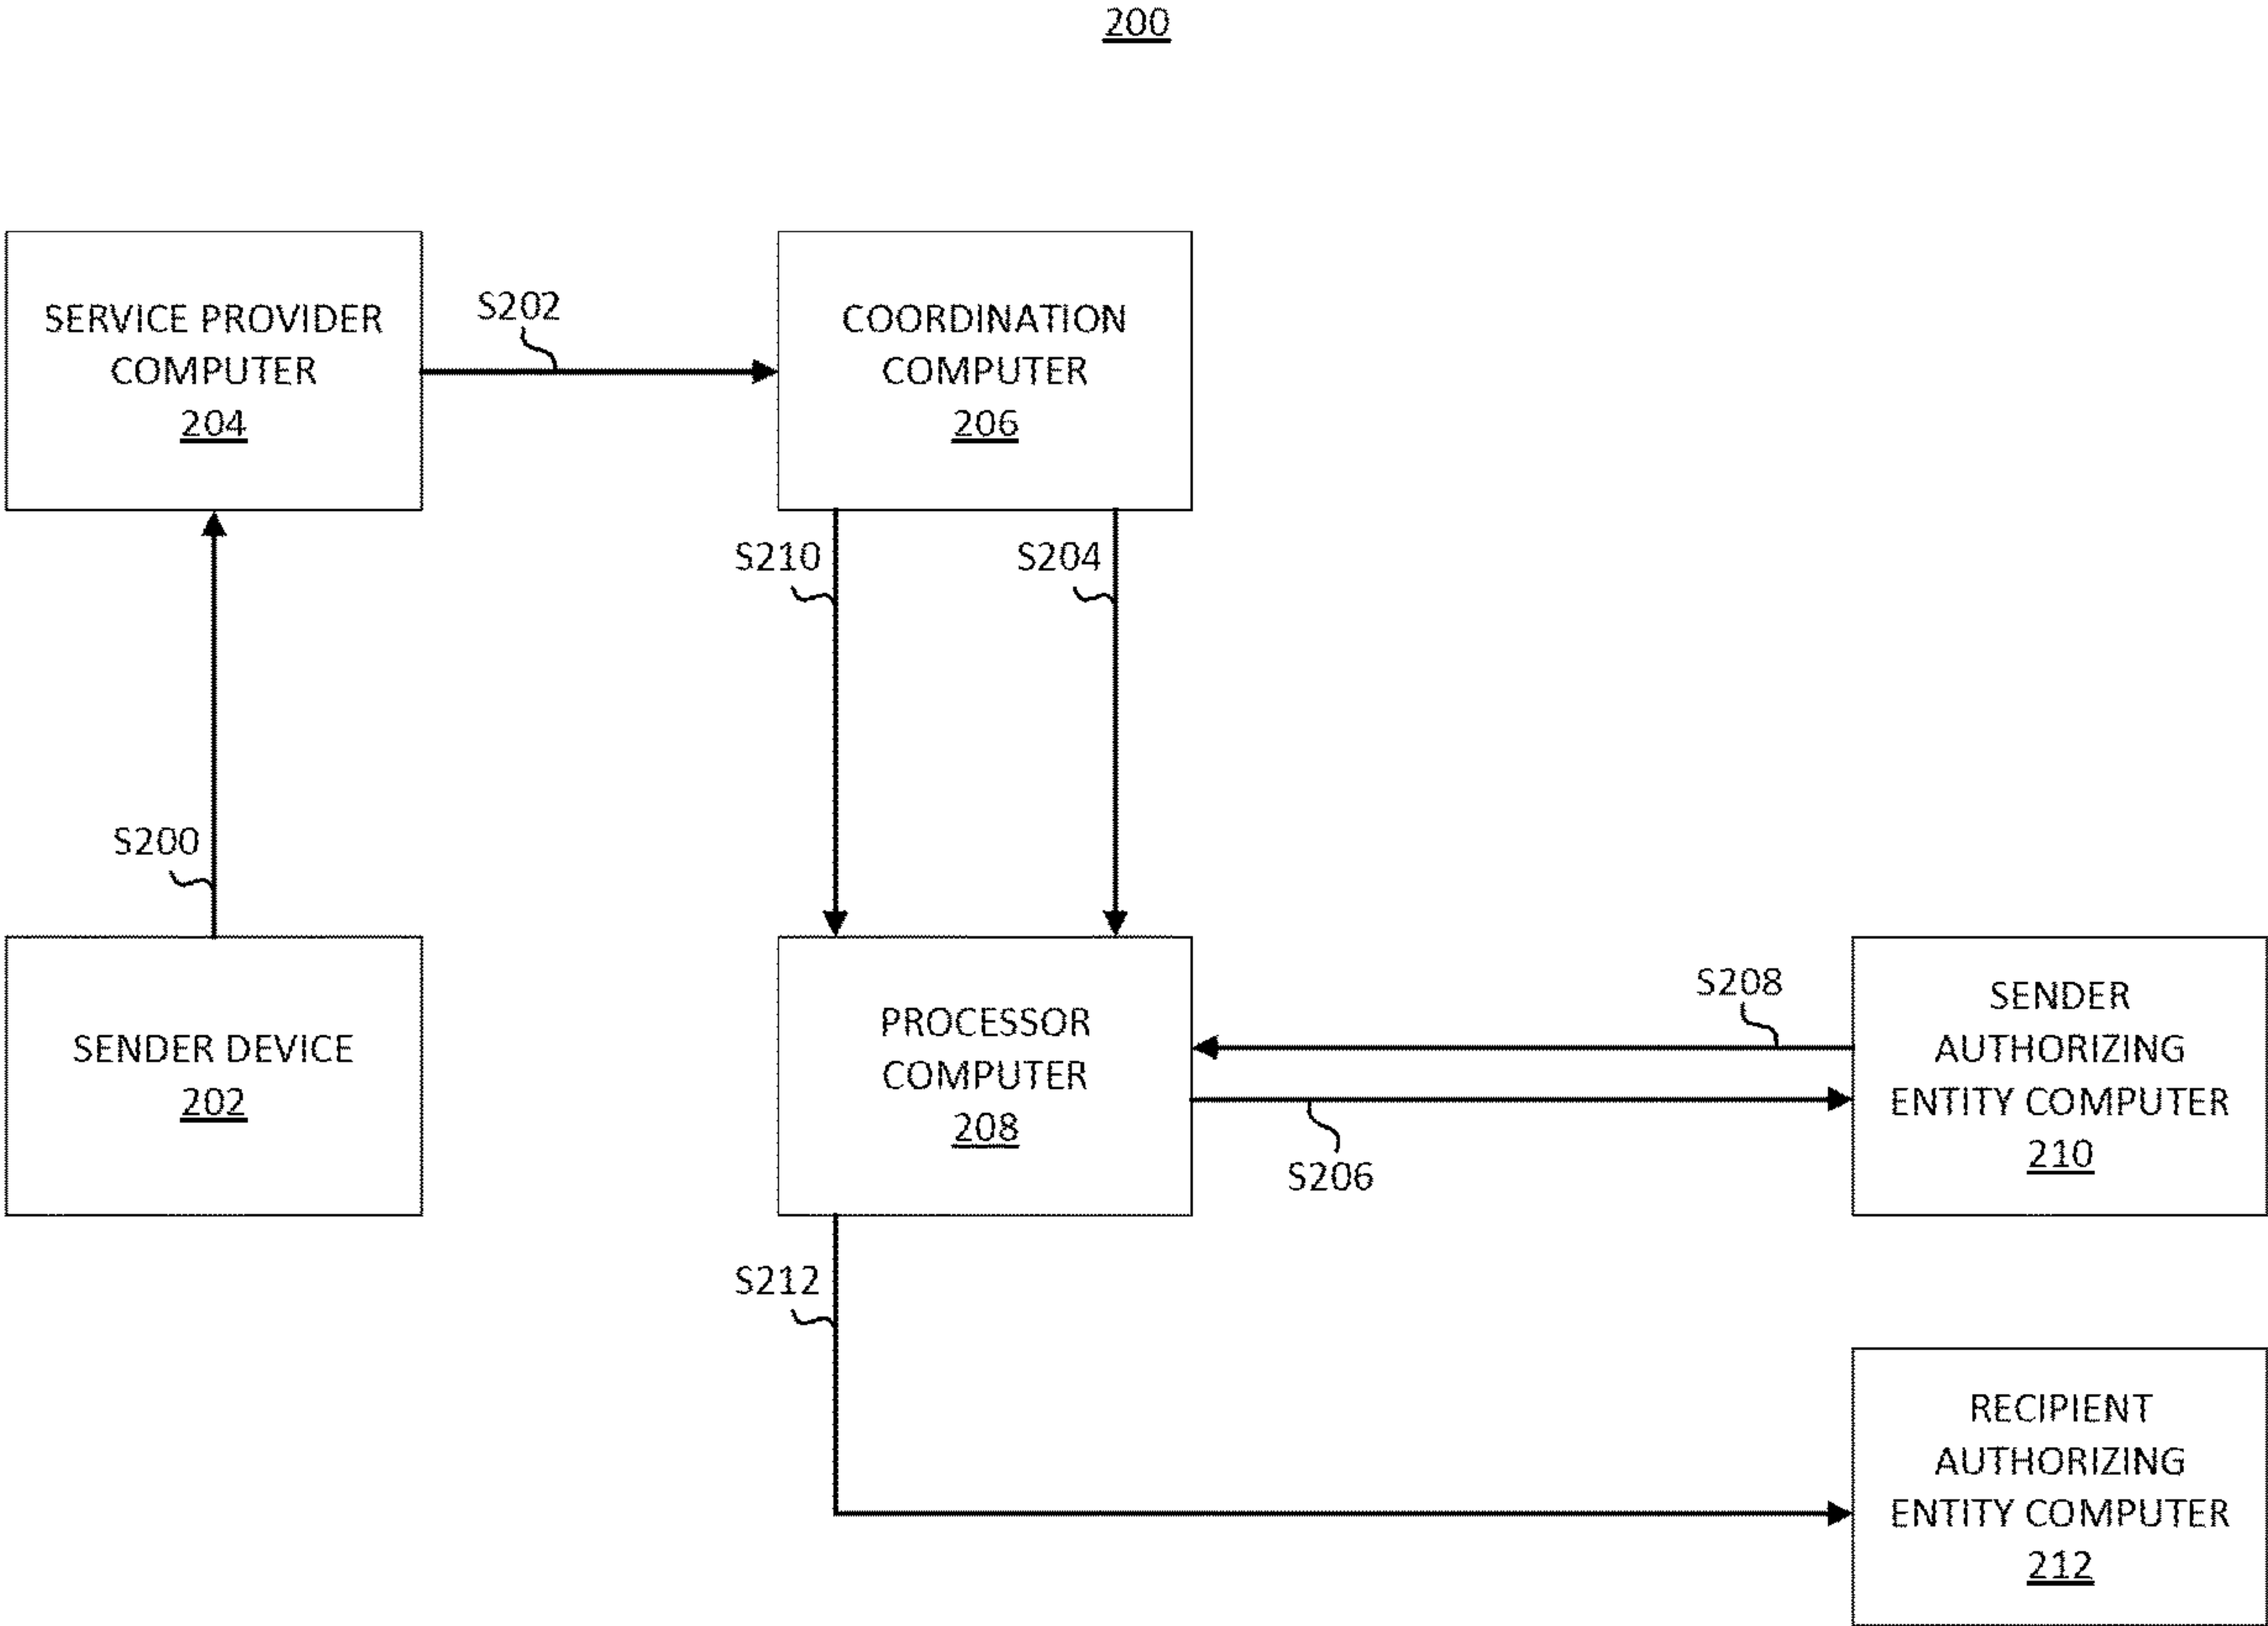 200
SERVICE PROVIDER
COMPUTER
204
S202
COORDINATION
COMPUTER
206
S210
S204
S200
SENDER DEVICE
202
PROCESSOR
COMPUTER
208
S208
S206
SENDER
AUTHORIZING
ENTITY COMPUTER
210
S212
RECIPIENT
AUTHORIZING
ENTITY COMPUTER
212